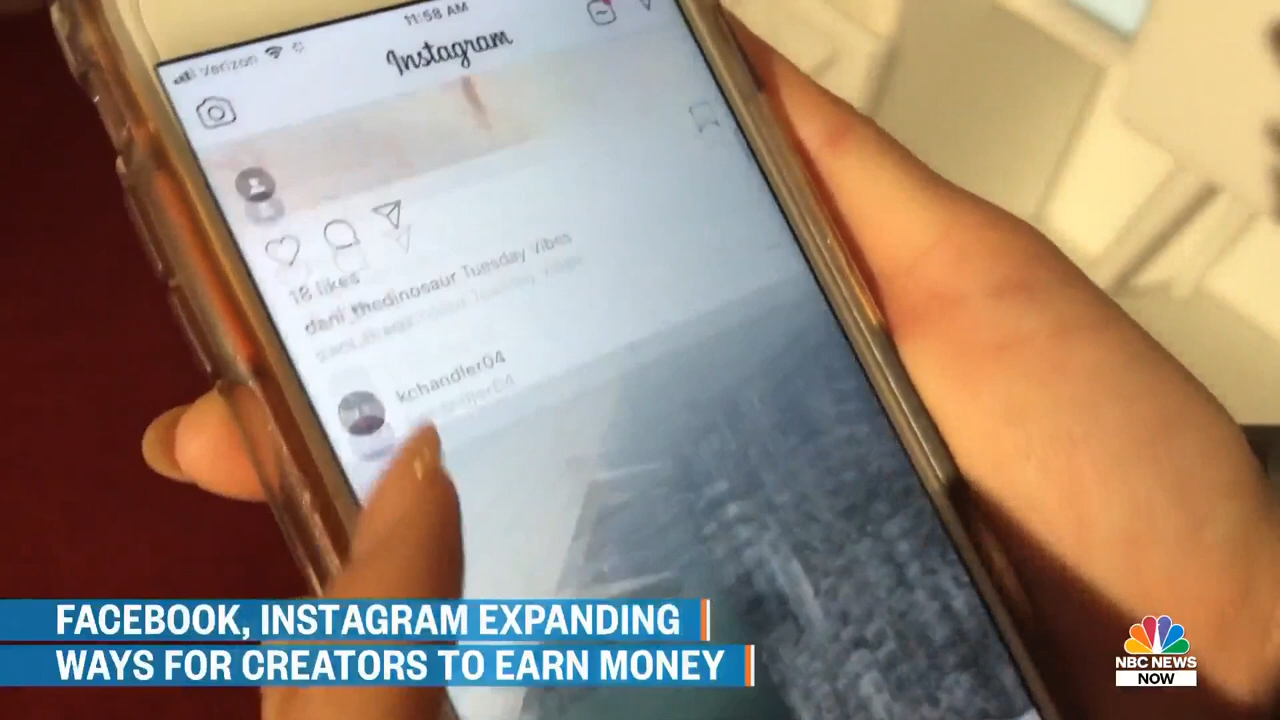 11:58 AM
Verizon
Instagram
18 likes
dani_thedinosaur Tuesday Vibes
kchandler04
FACEBOOK, INSTAGRAM EXPANDING
WAYS FOR CREATORS TO EARN MONEY
NBC NEWS
NOW